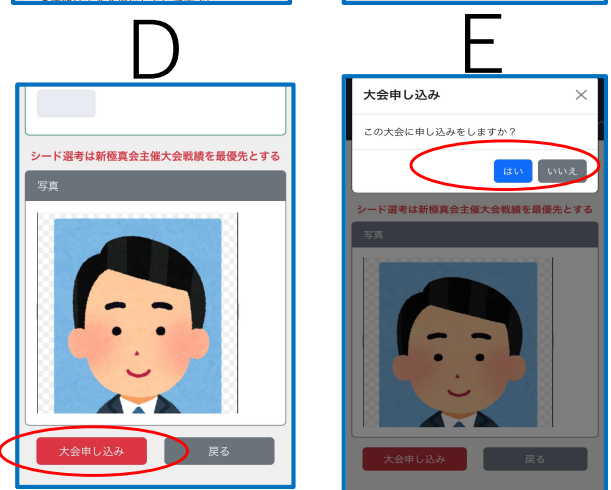 D
シード選考は新極真会主催大会戦績を最優先とする
写真
大会申し込み
戻る
E
大会申し込み
この大会に申し込みをしますか？
はい
いいえ
シード選考は新極真会主催大会戦績を最優先とする
写真
大会申し込み
戻る